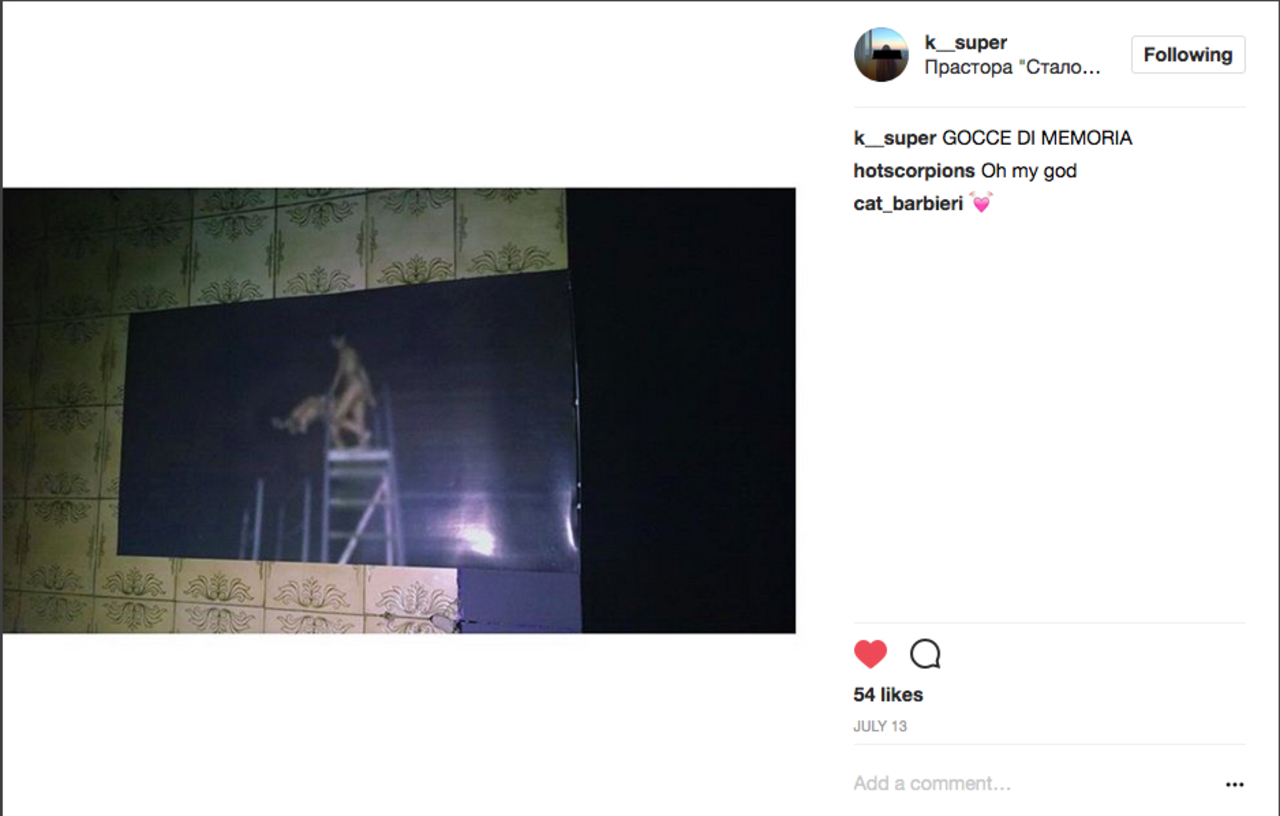 k__super
Прастора "Стало...
Following
k__super GOCCE DI MEMORIA
hotscorpions Oh my god
cat_barbieri 💓
54 likes
JULY 13
Add a comment...